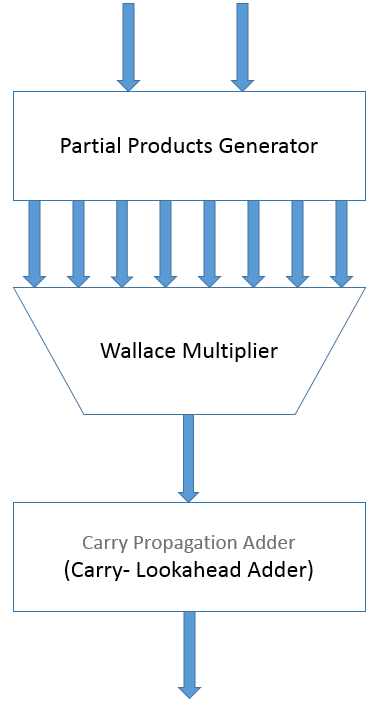 Partial Products Generator
Wallace Multiplier
Carry Propagation Adder
(Carry- Lookahead Adder)